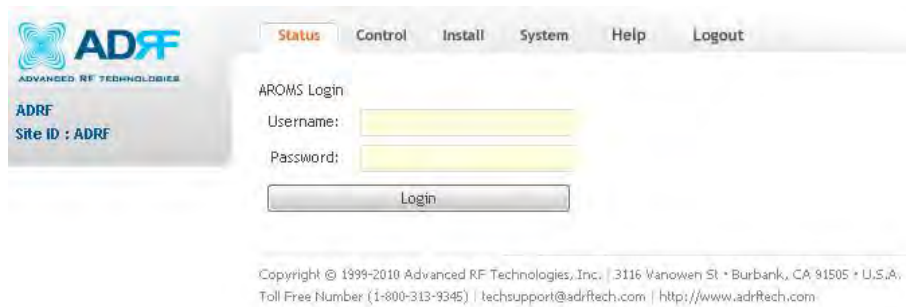 Status Control Install System Help Logout
ADRF
ADVANCED RF TECHNOLOGIES
ADRF
Site ID : ADRF
AROMS Login
Username:
Password:
Login
Copyright © 1999-2010 Advanced RF Technologies, Inc. | 3116 Vanowen St • Burbank, CA 91505 • U.S.A.
Toll Free Number (1-800-313-9345) | techsupport@adrftech.com | http://www.adrftech.com